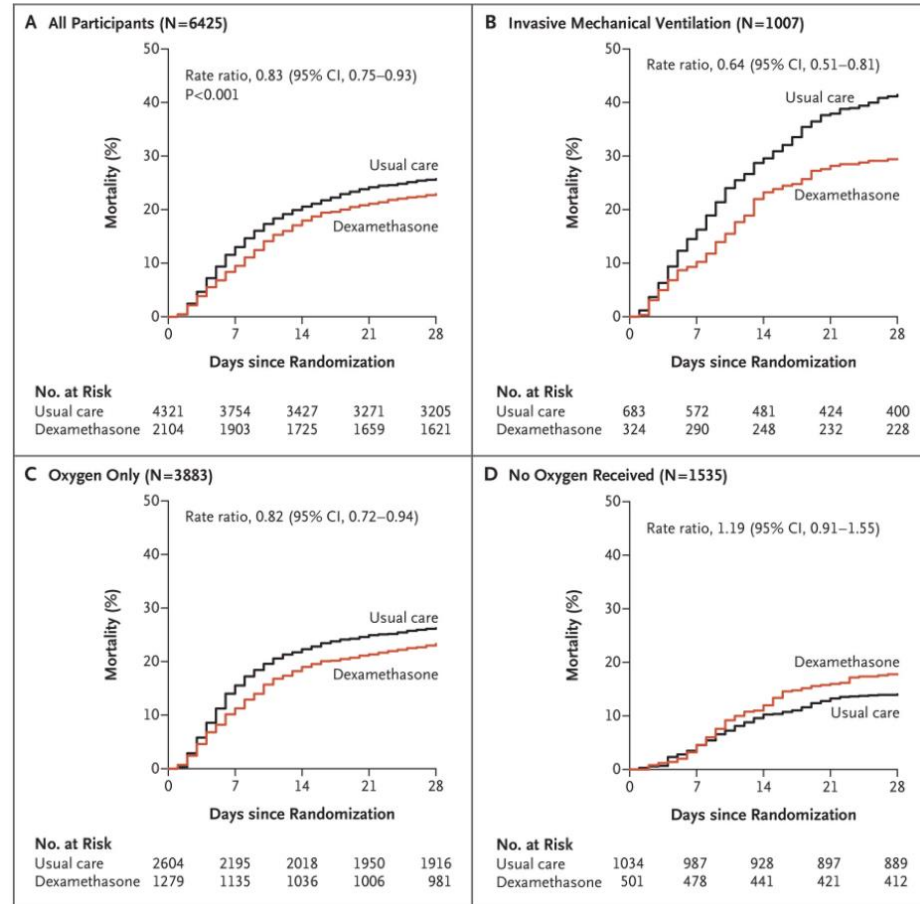 A All Participants (N=6425)
Rate ratio, 0.83 (95% CI, 0.75–0.93)
P<0.001
50
40
30
20
10
0
Mortality (%)
Usual care
Dexamethasone
0 7 14 21 28
Days since Randomization
No. at Risk
Usual care 4321 3754 3427 3271 3205
Dexamethasone 2104 1903 1725 1659 1621
B Invasive Mechanical Ventilation (N=1007)
Rate ratio, 0.64 (95% CI, 0.51–0.81)
50
40
30
20
10
0
Mortality (%)
Usual care
Dexamethasone
0 7 14 21 28
Days since Randomization
No. at Risk
Usual care 683 572 481 424 400
Dexamethasone 324 290 248 232 228
C Oxygen Only (N=3883)
Rate ratio, 0.82 (95% CI, 0.72–0.94)
50
40
30
20
10
0
Mortality (%)
Usual care
Dexamethasone
0 7 14 21 28
Days since Randomization
No. at Risk
Usual care 2604 2195 2018 1950 1916
Dexamethasone 1279 1135 1036 1006 981
D No Oxygen Received (N=1535)
Rate ratio, 1.19 (95% CI, 0.91–1.55)
50
40
30
20
10
0
Mortality (%)
Dexamethasone
Usual care
0 7 14 21 28
Days since Randomization
No. at Risk
Usual care 1034 987 928 897 889
Dexamethasone 501 478 441 421 412